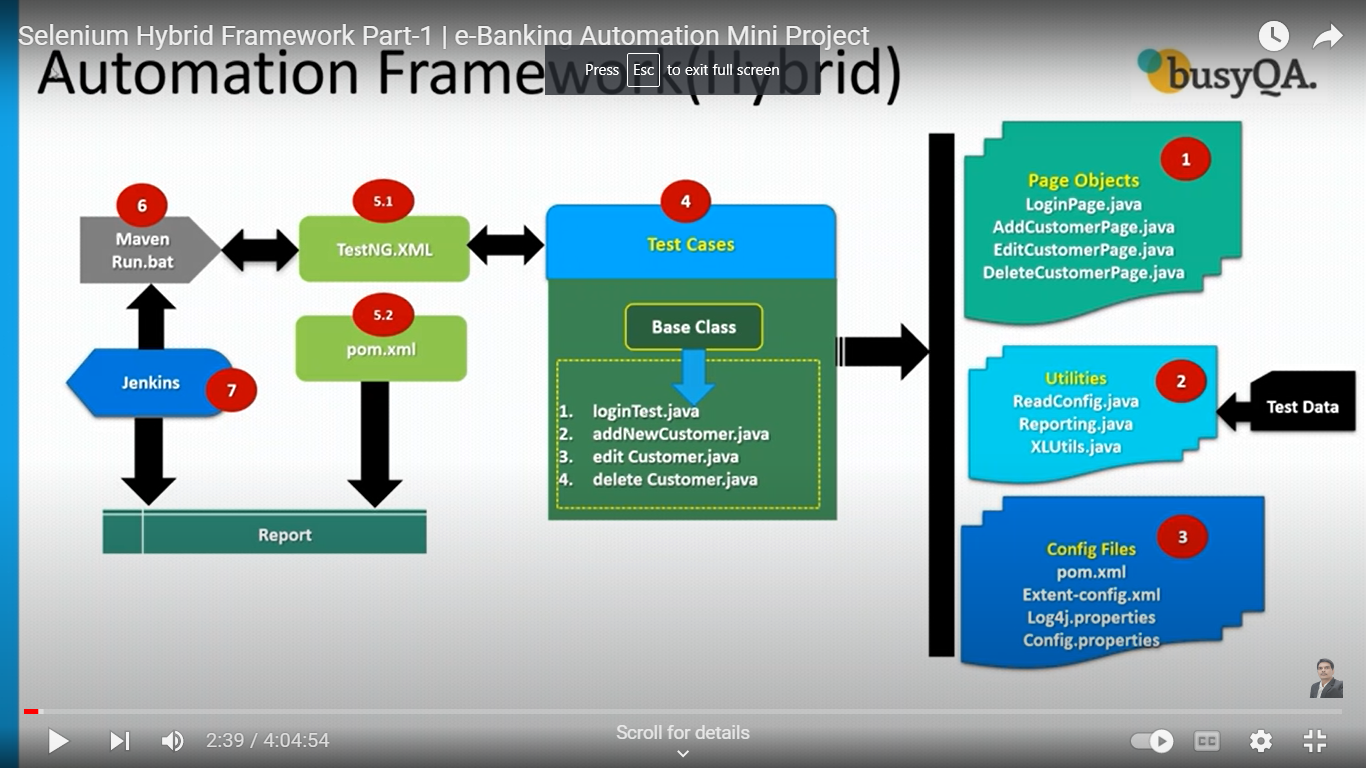 Selenium Hybrid Framework Part-1 | e-Banking Automation Mini Project
Press Esc to exit full screen
Automation Framework(Hybrid)
busyQA.
6
Maven
Run.bat
5.1
TestNG.XML
5.2
pom.xml
Jenkins
7
Report
4
Test Cases
Base Class
1. loginTest.java
2. addNewCustomer.java
3. edit Customer.java
4. delete Customer.java
1
Page Objects
LoginPage.java
AddCustomerPage.java
EditCustomerPage.java
DeleteCustomerPage.java
2
Utilities
ReadConfig.java
Reporting.java
XLUtils.java
Test Data
3
Config Files
pom.xml
Extent-config.xml
Log4j.properties
Config.properties
2:39 / 4:04:54
Scroll for details
CC